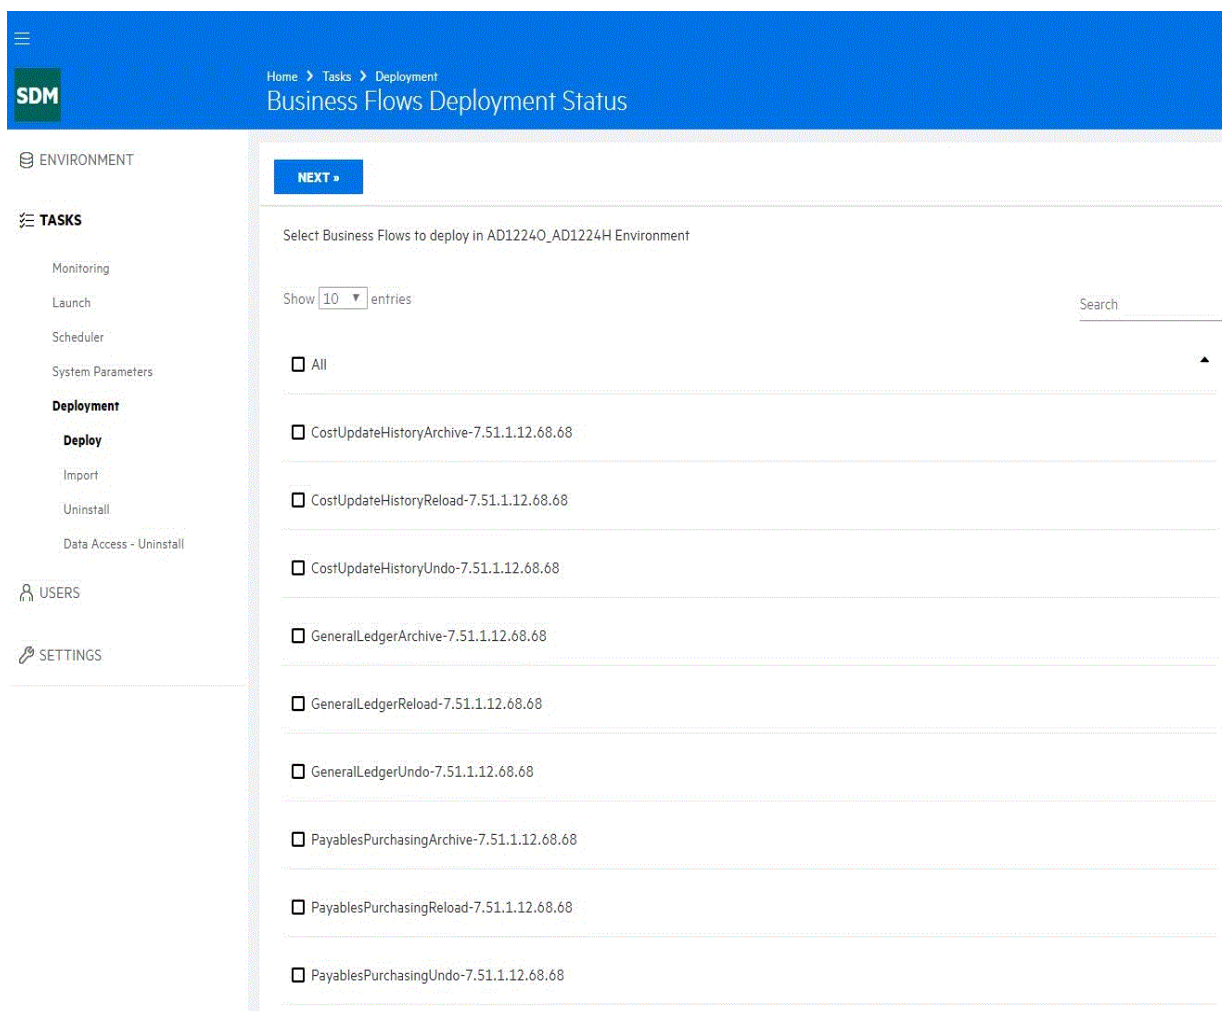 SDM
Home > Tasks > Deployment
Business Flows Deployment Status
ENVIRONMENT
TASKS
Monitoring
Launch
Scheduler
System Parameters
Deployment
Deploy
Import
Uninstall
Data Access - Uninstall
USERS
SETTINGS
NEXT »
Select Business Flows to deploy in AD1224O_AD1224H Environment
Show 10 entries
Search
All
CostUpdateHistoryArchive-7.51.1.12.68.68
CostUpdateHistoryReload-7.51.1.12.68.68
CostUpdateHistoryUndo-7.51.1.12.68.68
GeneralLedgerArchive-7.51.1.12.68.68
GeneralLedgerReload-7.51.1.12.68.68
GeneralLedgerUndo-7.51.1.12.68.68
PayablesPurchasingArchive-7.51.1.12.68.68
PayablesPurchasingReload-7.51.1.12.68.68
PayablesPurchasingUndo-7.51.1.12.68.68